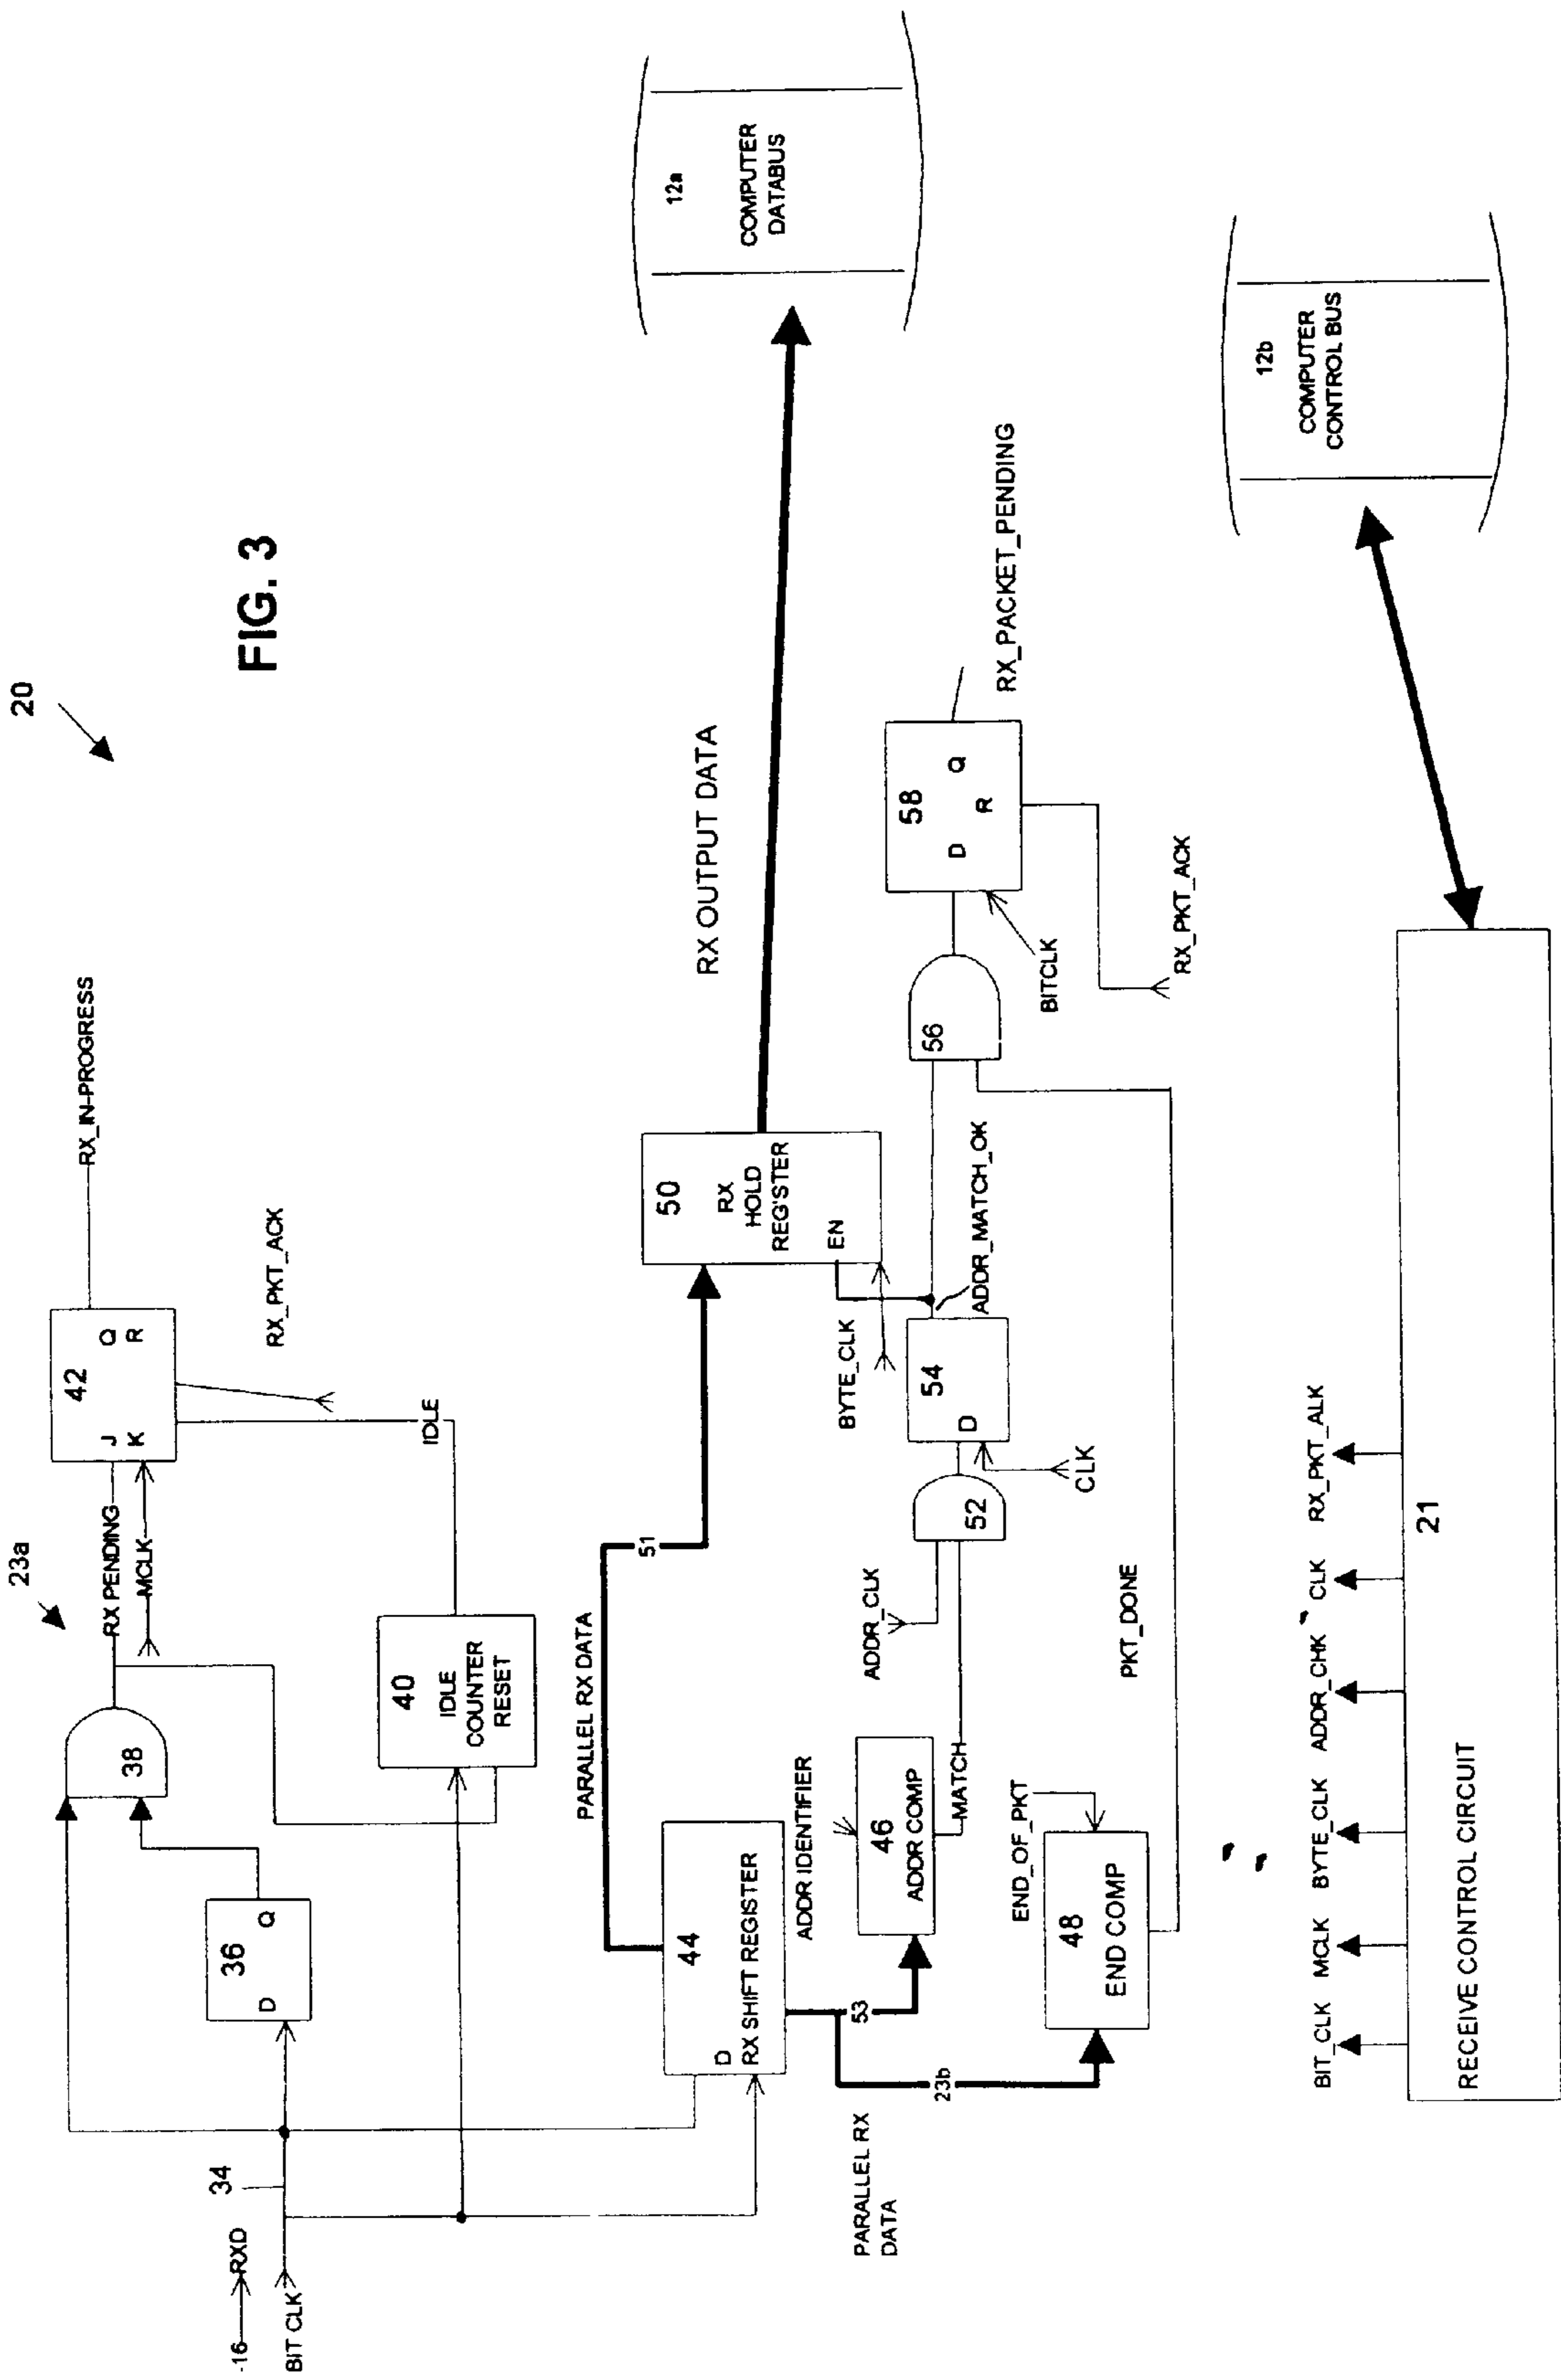 20
FIG. 3
23a
-16
RXD
BIT CLK
34
36
D
Q
38
RX PENDING
MCLK
42
J
K
Q
R
RX_IN-PROGRESS
RX_PKT_ACK
IDLE
40
IDLE
COUNTER
RESET
PARALLEL RX DATA
51
44
D
RX SHIFT REGISTER
50
RX
HOLD
REG'STER
EN
RX OUTPUT DATA
12a
COMPUTER
DATABUS
BYTE_CLK
ADDR IDENTIFIER
46
ADDR COMP
MATCH
53
ADDR_CLK
52
CLK
54
D
ADDR_MATCH_OK
56
BITCLK
58
D
Q
R
RX_PACKET_PENDING
RX_PKT_ACK
PARALLEL RX
DATA
23b
END_OF_PKT
48
END COMP
PKT_DONE
12b
COMPUTER
CONTROL BUS
BIT_CLK
MCLK
BYTE_CLK
ADDR_CHK
CLK
RX_PKT_ALK
21
RECEIVE CONTROL CIRCUIT